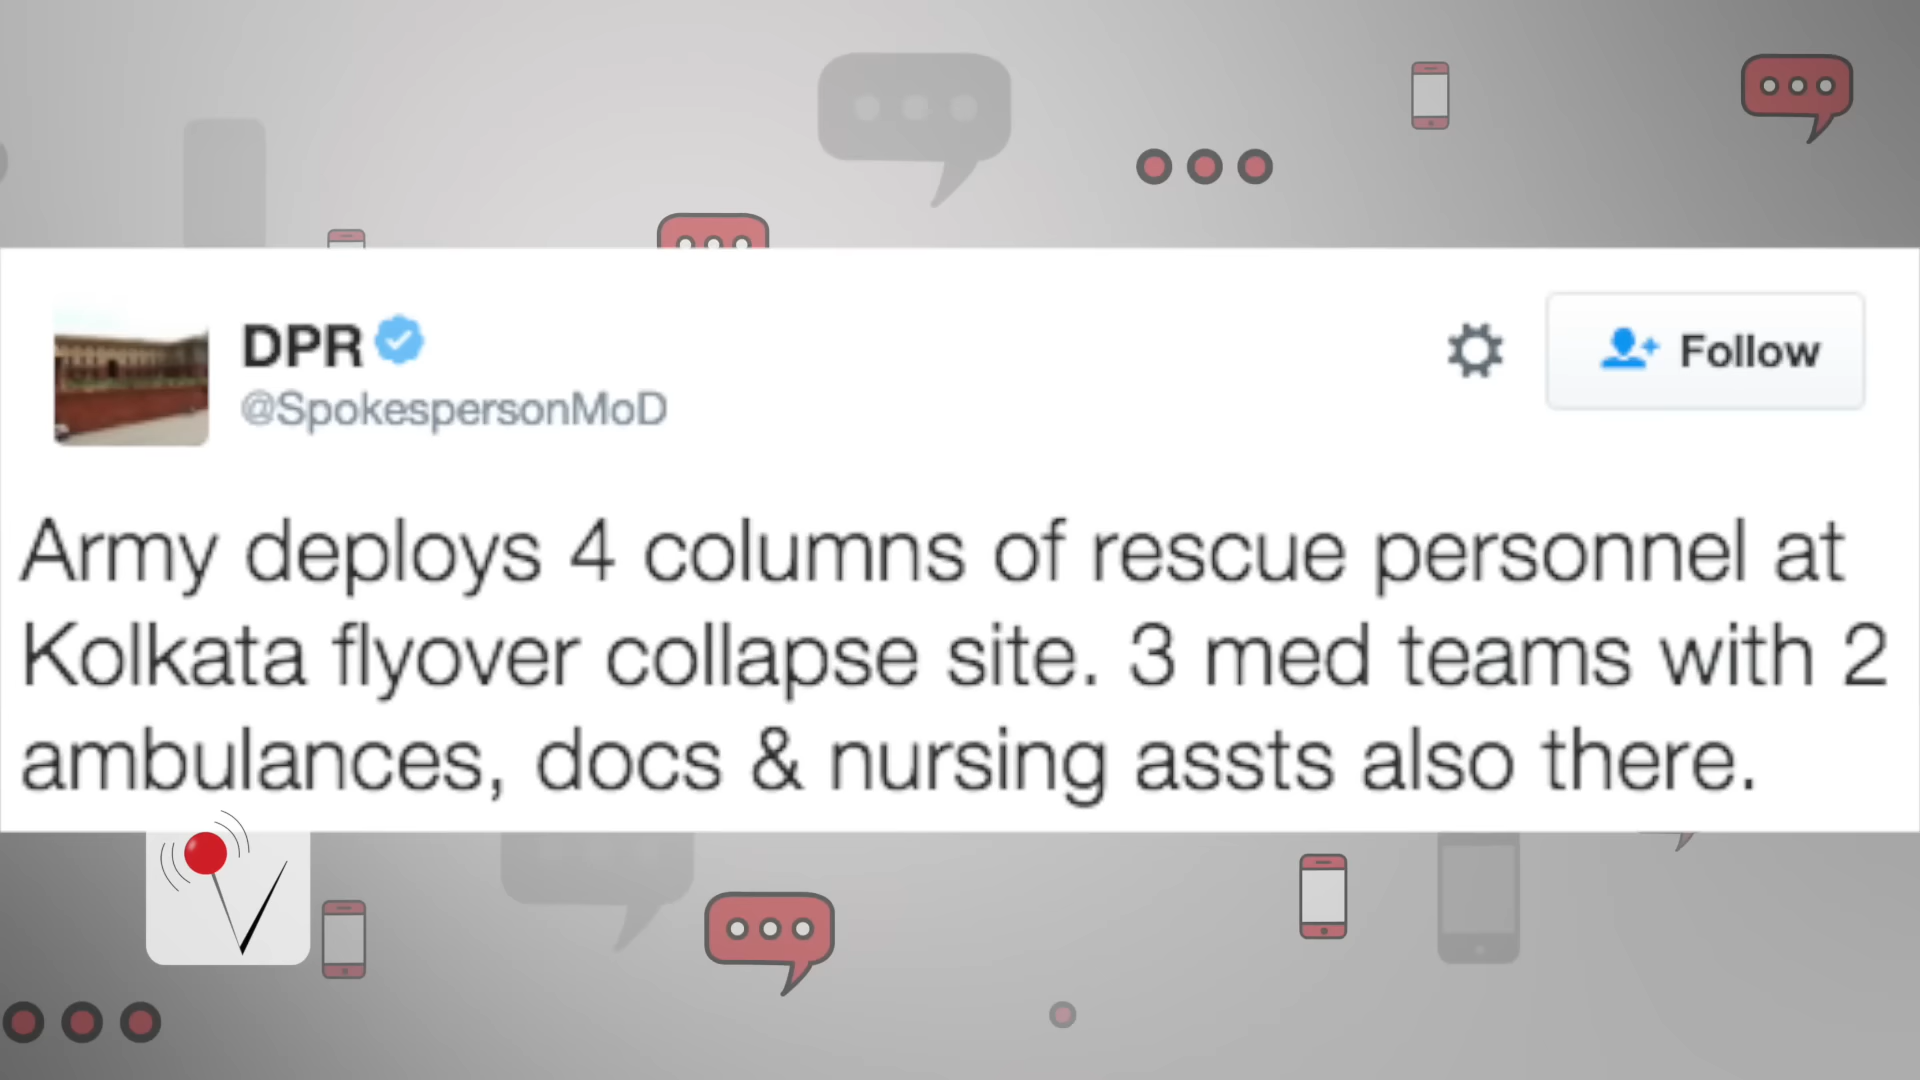 DPR
@SpokespersonMoD
Follow
Army deploys 4 columns of rescue personnel at
Kolkata flyover collapse site. 3 med teams with 2
ambulances, docs & nursing assts also there.